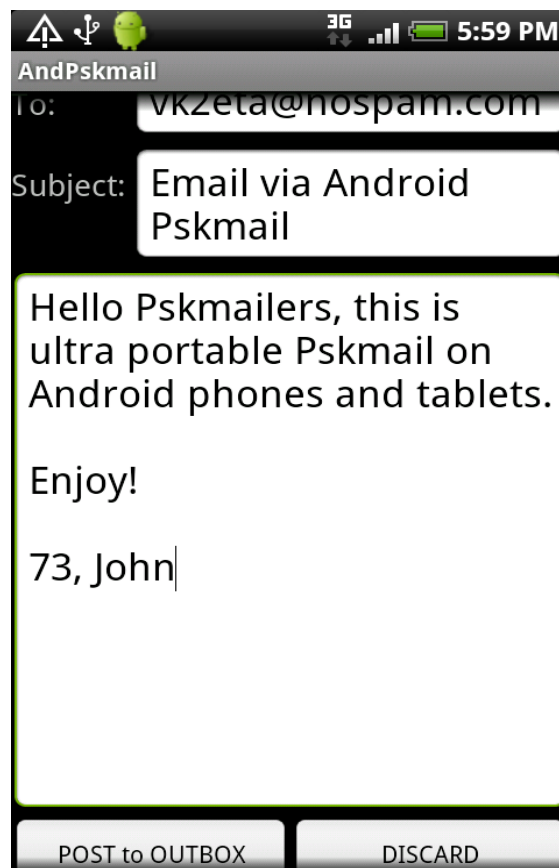 3G
5:59 PM
AndPskmail
To: vk2eta@nospam.com
Subject: Email via Android
Pskmail
Hello Pskmailers, this is
ultra portable Pskmail on
Android phones and tablets.
Enjoy!
73, John
POST to OUTBOX
DISCARD